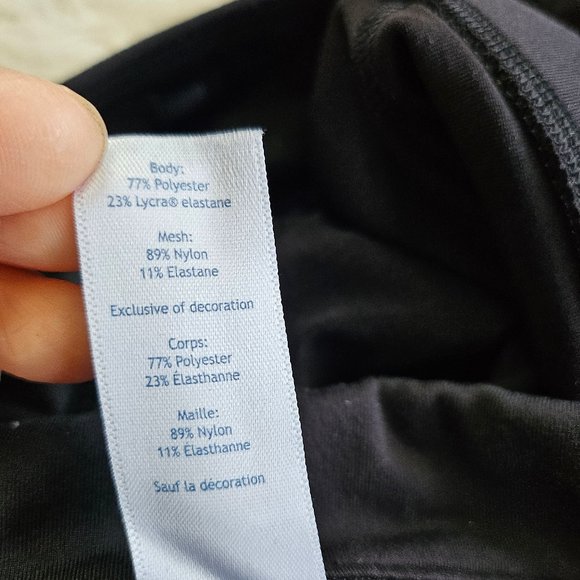 Body:
77% Polyester
23% Lycra® elastane
Mesh:
89% Nylon
11% Elastane
Exclusive of decoration
Corps:
77% Polyester
23% Élasthanne
Maille:
89% Nylon
11% Élasthanne
Sauf la décoration